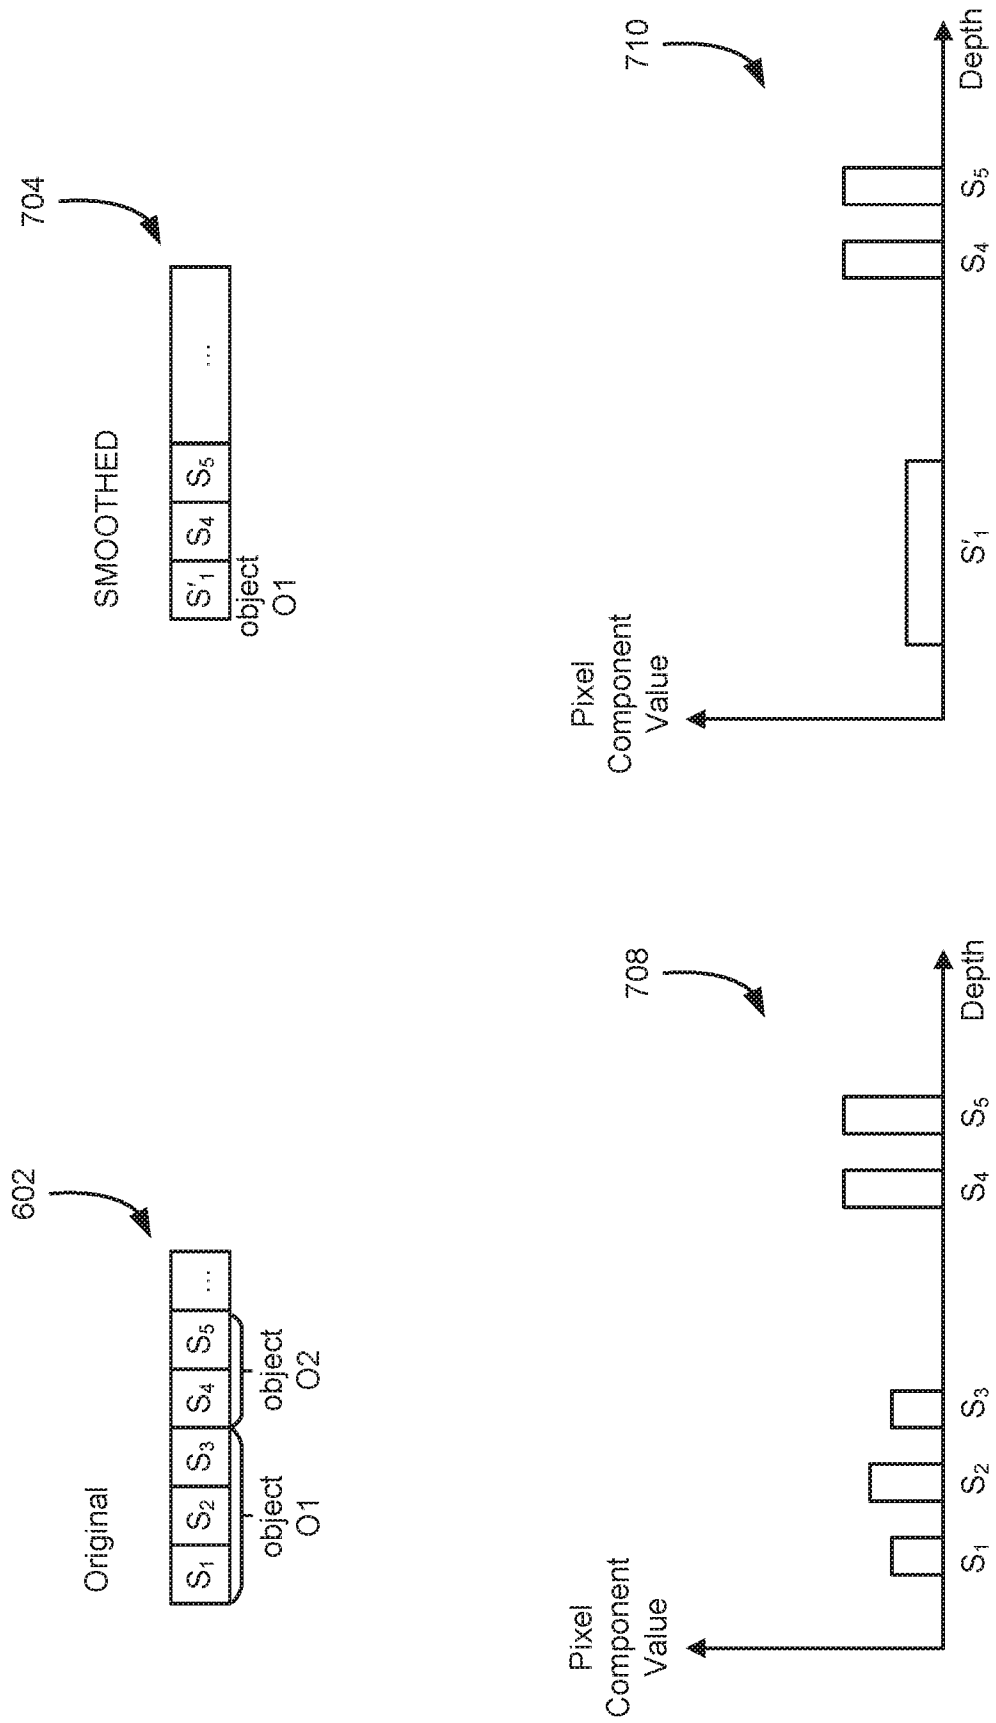 Original
602
S1 S2 S3 S4 S5 ...
object
O1
object
O2
SMOOTHED
704
S'1 S4 S5 ...
object
O1
Pixel
Component
Value
708
S1 S2 S3 S4 S5
Depth
Pixel
Component
Value
710
S'1 S4 S5
Depth